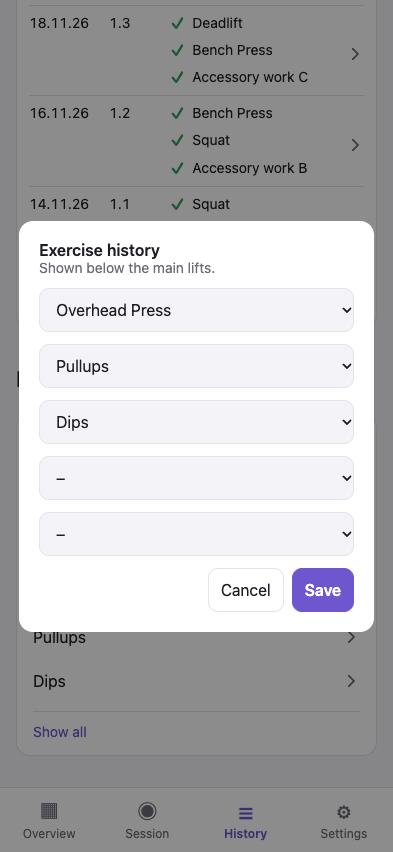 18.11.26 1.3 Deadlift
Bench Press
Accessory work C
16.11.26 1.2 Bench Press
Squat
Accessory work B
14.11.26 1.1 Squat
Exercise history
Shown below the main lifts.
Overhead Press
Pullups
Dips
–
–
Cancel Save
Pullups
Dips
Show all
Overview Session History Settings